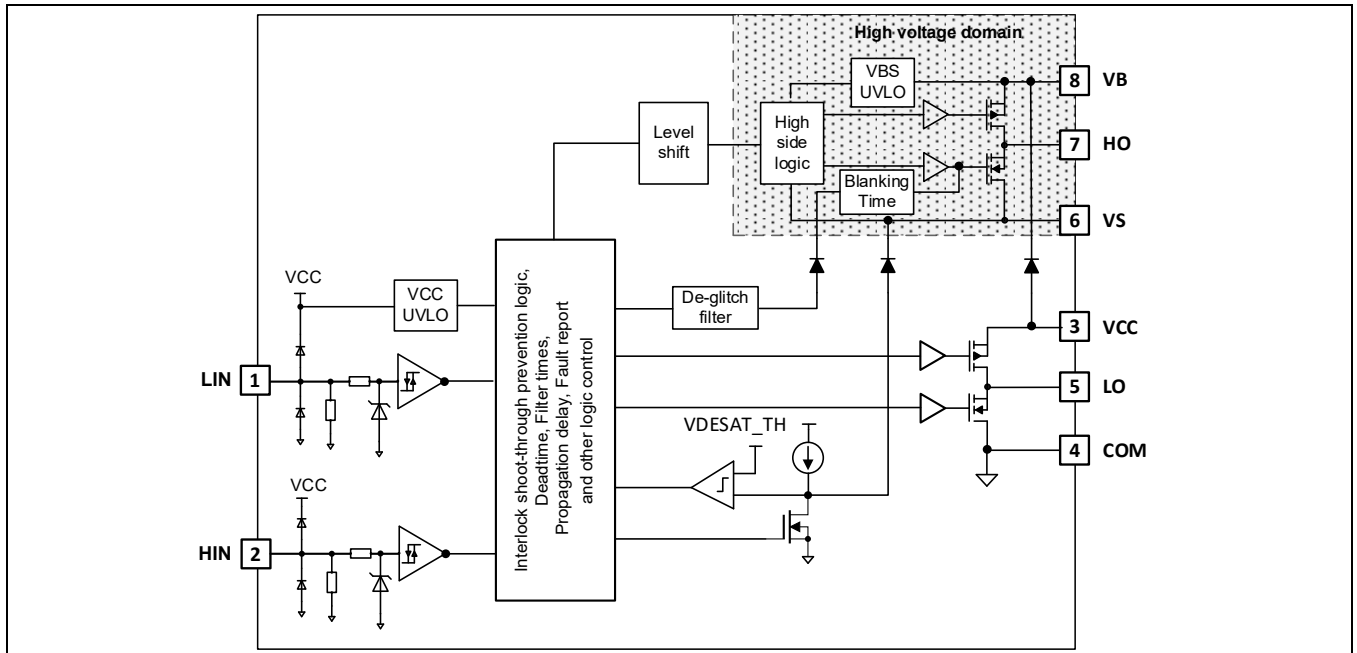 High voltage domain
VBS
UVLO
8
VB
Level
shift
High
side
logic
7
HO
Blanking
Time
6
VS
VCC
VCC
UVLO
De-glitch
filter
3
VCC
LIN
1
Interlock shoot-through prevention logic,
Deadtime, Filter times,
Propagation delay, Fault report
and other logic control
5
LO
VDESAT_TH
4
COM
VCC
HIN
2